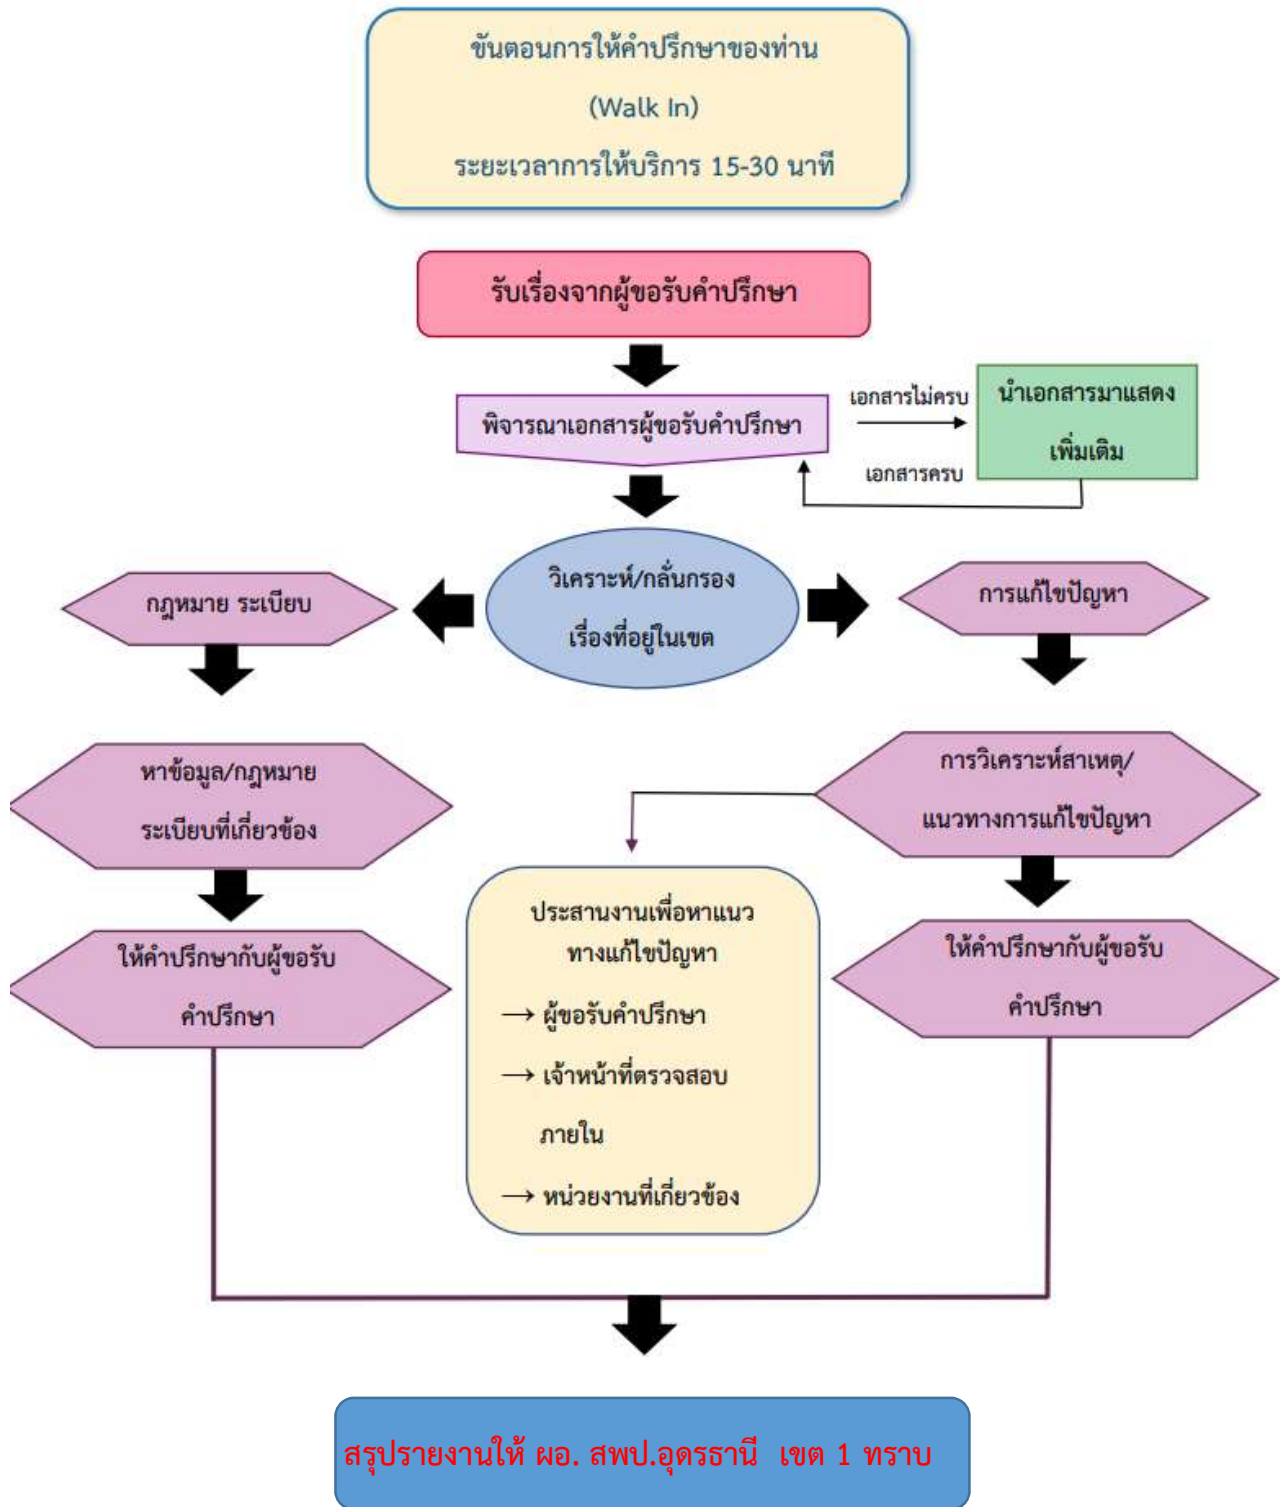 ขันตอนการให้คำปรึกษาของท่าน
(Walk In)
ระยะเวลาการให้บริการ 15-30 นาที
รับเรื่องจากผู้ขอรับคำปรึกษา
พิจารณาเอกสารผู้ขอรับคำปรึกษา
เอกสารไม่ครบ
นำเอกสารมาแสดง
เพิ่มเติม
เอกสารครบ
วิเคราะห์/กลั่นกรอง
เรื่องที่อยู่ในเขต
กฎหมาย ระเบียบ
การแก้ไขปัญหา
หาข้อมูล/กฎหมาย
ระเบียบที่เกี่ยวข้อง
การวิเคราะห์สาเหตุ/
แนวทางการแก้ไขปัญหา
ให้คำปรึกษากับผู้ขอรับ
คำปรึกษา
ประสานงานเพื่อหาแนว
ทางแก้ไขปัญหา
→ ผู้ขอรับคำปรึกษา
→ เจ้าหน้าที่ตรวจสอบ
ภายใน
→ หน่วยงานที่เกี่ยวข้อง
ให้คำปรึกษากับผู้ขอรับ
คำปรึกษา
สรุปรายงานให้ ผอ. สพป.อุดรธานี เขต 1 ทราบ